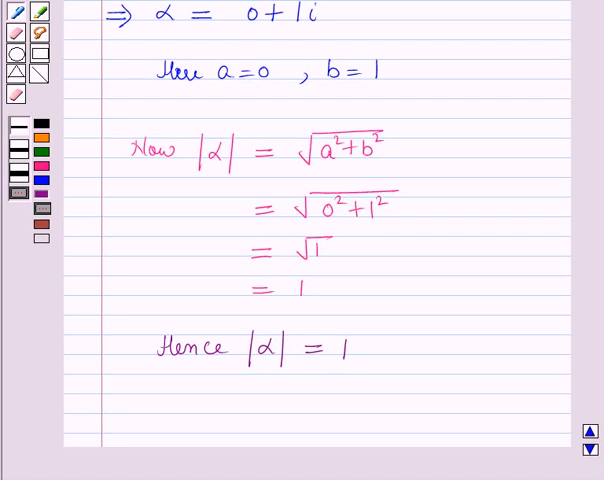 ⇒ α = 0+1i
Here a=0 , b=1
Now |α| = √(a²+b²)
= √(0²+1²)
= √1
= 1
Hence |α| = 1